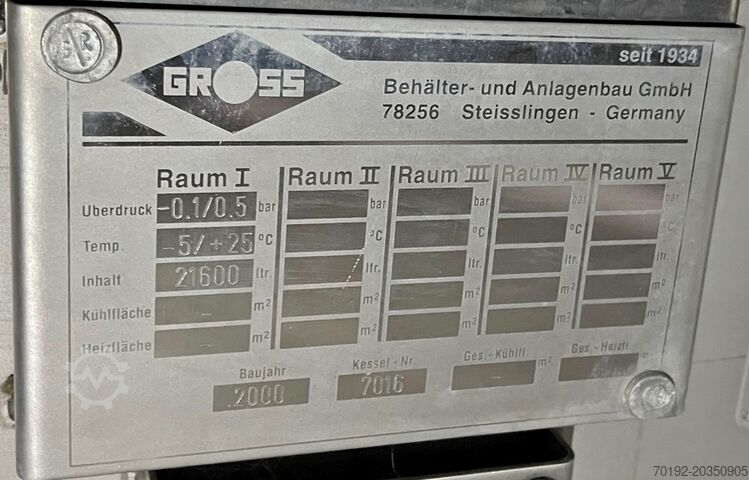 GROSS
seit 1934
Behälter- und Anlagenbau GmbH
78256 Steisslingen - Germany
Raum I Raum II Raum III Raum IV Raum V
Überdruck -0.1/0.5 bar bar bar bar bar
Temp. -5/+25 °C °C °C °C °C
Inhalt 21600 ltr. ltr. ltr. ltr. ltr.
Kühlfläche - m² m² m² m² m²
Heizfläche - m² m² m² m² m²
Baujahr Kessel-Nr. Ges.-Kühlfl. Ges.-Heizfl.
2000 7016 - m²
70192-20350905